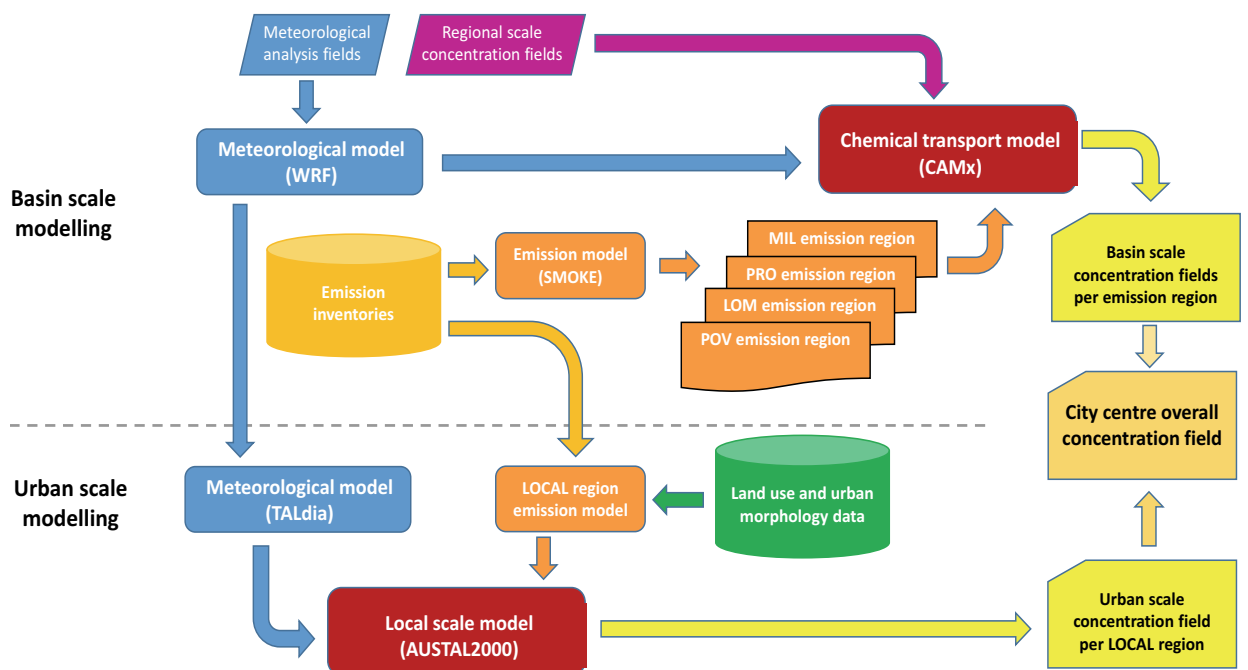 Meteorological
analysis fields
Regional scale
concentration fields
Meteorological model
(WRF)
Chemical transport model
(CAMx)
Basin scale
modelling
Emission
inventories
Emission model
(SMOKE)
MIL emission region
PRO emission region
LOM emission region
POV emission region
Basin scale
concentration fields
per emission region
City centre overall
concentration field
Urban scale
modelling
Meteorological model
(TALdia)
LOCAL region
emission model
Land use and urban
morphology data
Local scale model
(AUSTAL2000)
Urban scale
concentration field
per LOCAL region